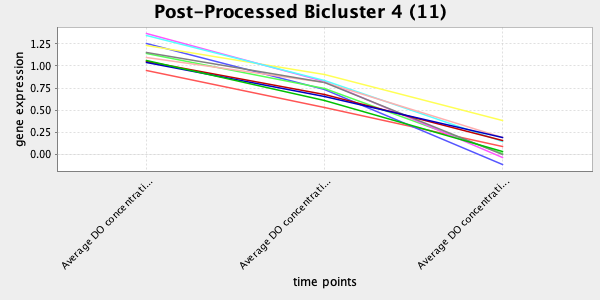 Post-Processed Bicluster 4 (11)
gene expression
1.25
1.00
0.75
0.50
0.25
0.00
Average DO concentrati...
Average DO concentrati...
Average DO concentrati...
time points